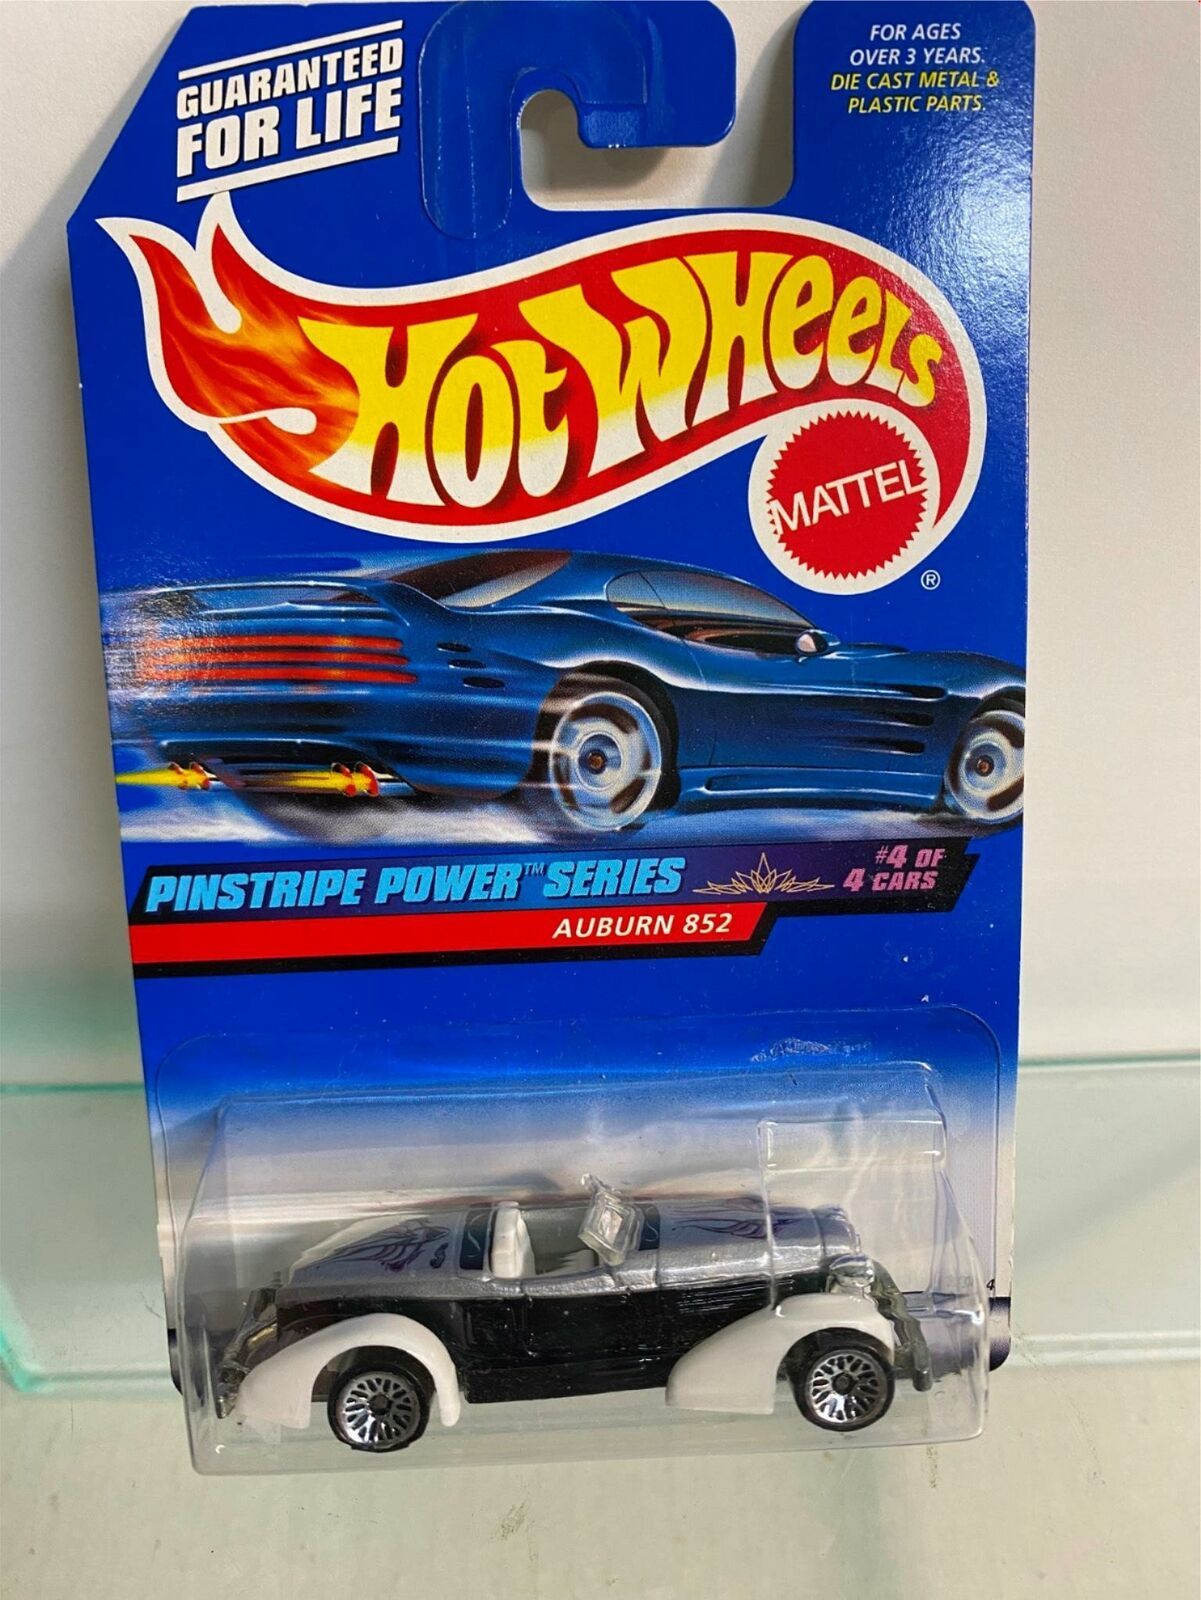 GUARANTEED
FOR LIFE
FOR AGES
OVER 3 YEARS.
DIE CAST METAL &
PLASTIC PARTS.
HOT WHEELS
MATTEL
®
PINSTRIPE POWER™ SERIES
#4 OF
4 CARS
AUBURN 852
4